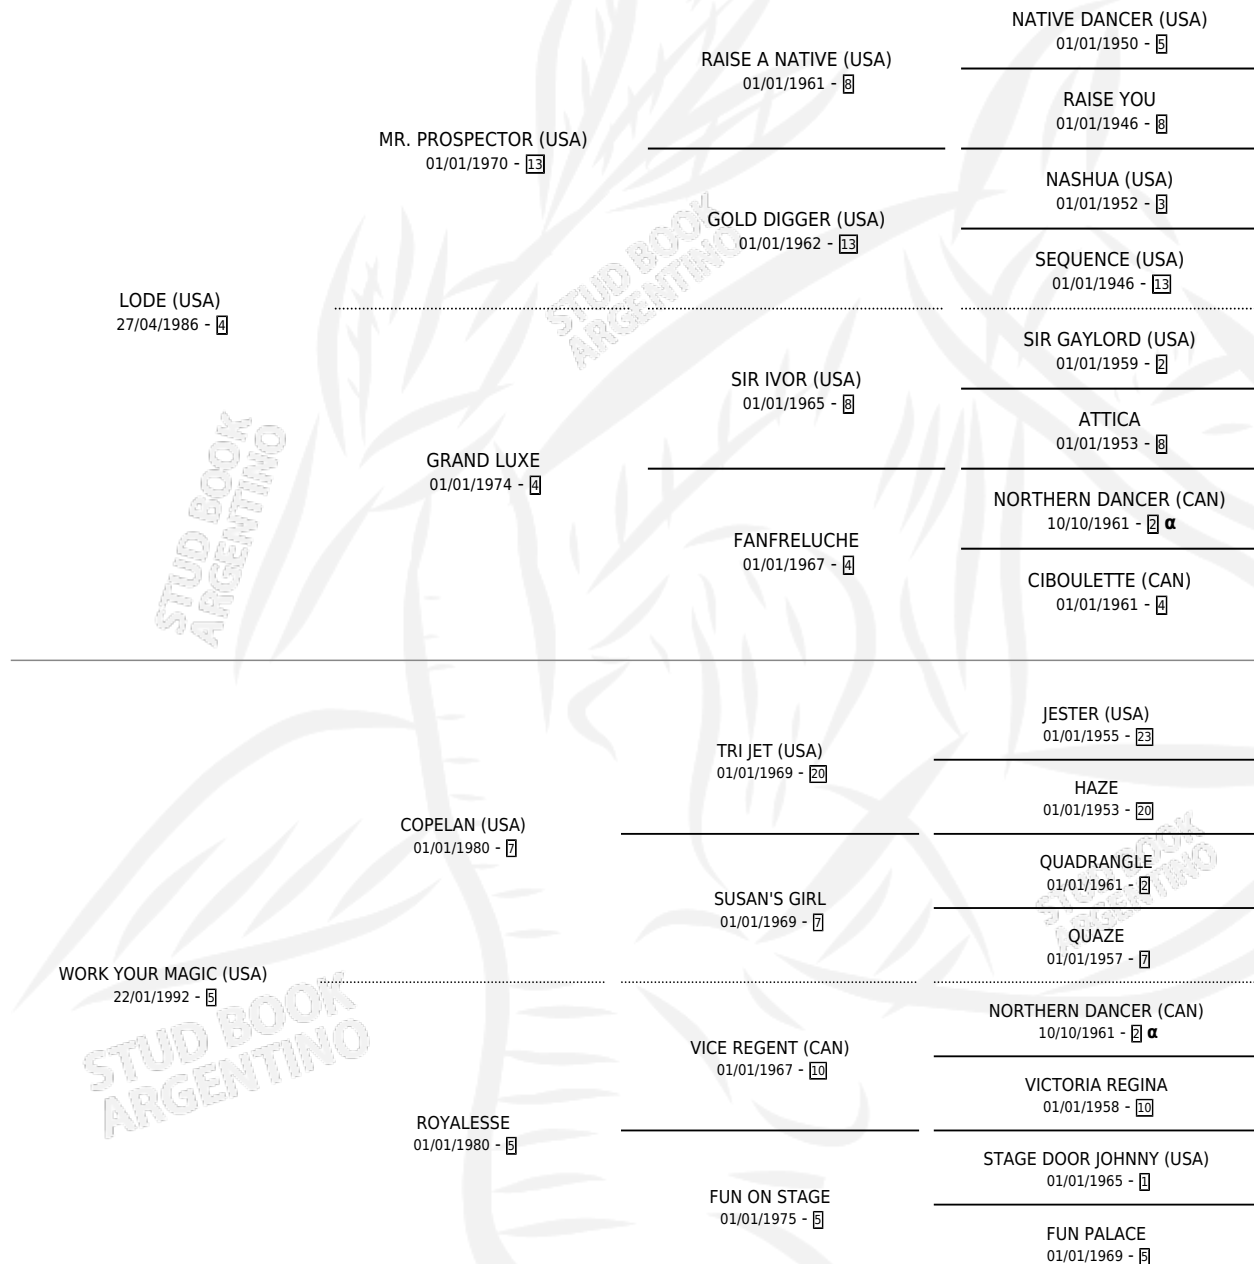 NATIVE DANCER (USA)
01/01/1950 - 5
RAISE A NATIVE (USA)
01/01/1961 - 8
RAISE YOU
01/01/1946 - 8
MR. PROSPECTOR (USA)
01/01/1970 - 13
NASHUA (USA)
01/01/1952 - 3
GOLD DIGGER (USA)
01/01/1962 - 13
SEQUENCE (USA)
01/01/1946 - 13
LODE (USA)
27/04/1986 - 4
SIR GAYLORD (USA)
01/01/1959 - 2
SIR IVOR (USA)
01/01/1965 - 8
ATTICA
01/01/1953 - 8
GRAND LUXE
01/01/1974 - 4
NORTHERN DANCER (CAN)
10/10/1961 - 2 α
FANFRELUCHE
01/01/1967 - 4
CIBOULETTE (CAN)
01/01/1961 - 4
JESTER (USA)
01/01/1955 - 23
TRI JET (USA)
01/01/1969 - 20
HAZE
01/01/1953 - 20
COPELAN (USA)
01/01/1980 - 7
QUADRANGLE
01/01/1961 - 2
SUSAN'S GIRL
01/01/1969 - 7
QUAZE
01/01/1957 - 7
WORK YOUR MAGIC (USA)
22/01/1992 - 5
NORTHERN DANCER (CAN)
10/10/1961 - 2 α
VICE REGENT (CAN)
01/01/1967 - 10
VICTORIA REGINA
01/01/1958 - 10
ROYALESSE
01/01/1980 - 5
STAGE DOOR JOHNNY (USA)
01/01/1965 - 1
FUN ON STAGE
01/01/1975 - 5
FUN PALACE
01/01/1969 - 5
STUD BOOK
ARGENTINO
STUD BOOK
ARGENTINO
STUD BOOK
ARGENTINO
STUD BOOK
ARGENTINO